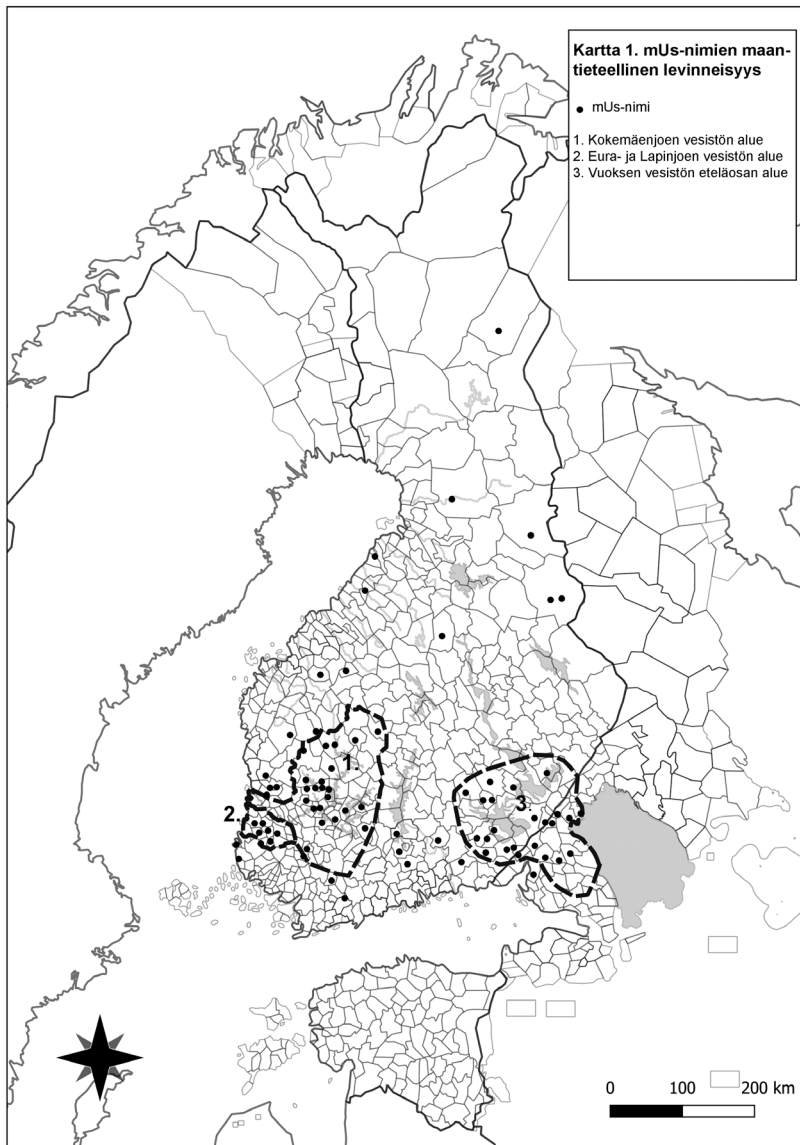 Kartta 1. mUs-nimien maan-
tieteellinen levinneisyys
mUs-nimi
1. Kokemäenjoen vesistön alue
2. Eura- ja Lapinjoen vesistön alue
3. Vuoksen vesistön eteläosan alue
1.
2.
3.
0 100 200 km